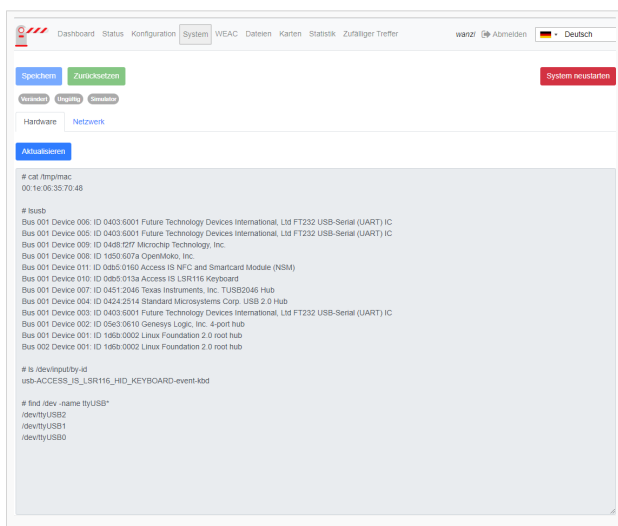 Dashboard Status Konfiguration System WEAC Dateien Karten Statistik Zufälliger Treffer wanzl Abmelden Deutsch
Speichern Zurücksetzen System neustarten
Verändert Ungültig Simulator
Hardware Netzwerk
Aktualisieren
# cat /tmp/mac
00:1e:06:35:70:48
# lsusb
Bus 001 Device 006: ID 0403:6001 Future Technology Devices International, Ltd FT232 USB-Serial (UART) IC
Bus 001 Device 005: ID 0403:6001 Future Technology Devices International, Ltd FT232 USB-Serial (UART) IC
Bus 001 Device 009: ID 04d8:f2f7 Microchip Technology, Inc.
Bus 001 Device 008: ID 1d50:607a OpenMoko, Inc.
Bus 001 Device 011: ID 0db5:0160 Access IS NFC and Smartcard Module (NSM)
Bus 001 Device 010: ID 0db5:013a Access IS LSR116 Keyboard
Bus 001 Device 007: ID 0451:2046 Texas Instruments, Inc. TUSB2046 Hub
Bus 001 Device 004: ID 0424:2514 Standard Microsystems Corp. USB 2.0 Hub
Bus 001 Device 003: ID 0403:6001 Future Technology Devices International, Ltd FT232 USB-Serial (UART) IC
Bus 001 Device 002: ID 05e3:0610 Genesys Logic, Inc. 4-port hub
Bus 001 Device 001: ID 1d6b:0002 Linux Foundation 2.0 root hub
Bus 002 Device 001: ID 1d6b:0002 Linux Foundation 2.0 root hub
# ls /dev/input/by-id
usb-ACCESS_IS_LSR116_HID_KEYBOARD-event-kbd
# find /dev -name ttyUSB*
/dev/ttyUSB2
/dev/ttyUSB1
/dev/ttyUSB0